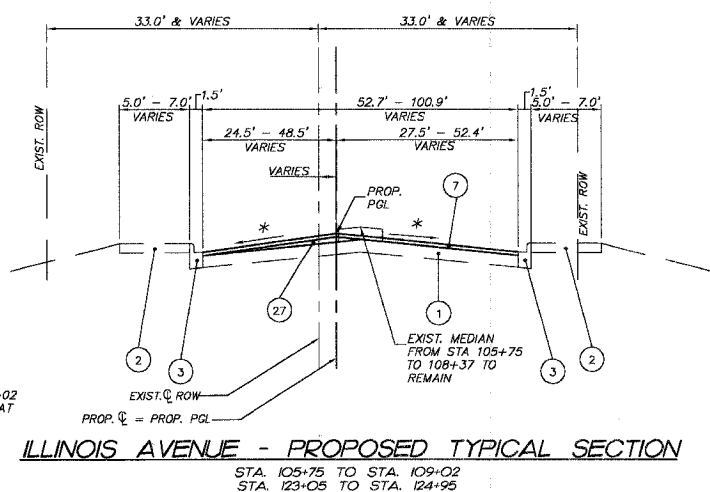 33.0' & VARIES
33.0' & VARIES
5.0' - 7.0'
VARIES
1.5'
52.7' - 100.9'
VARIES
1.5'
5.0' - 7.0'
VARIES
24.5' - 48.5'
VARIES
27.5' - 52.4'
VARIES
EXIST. ROW
VARIES
PROP.
PGL
7
EXIST. ROW
*
*
27
1
2
3
EXIST. MEDIAN
FROM STA 105+75
TO 108+37 TO
REMAIN
3
2
+02
AT
EXIST. ℄ ROW
PROP. ℄ = PROP. PGL
ILLINOIS AVENUE - PROPOSED TYPICAL SECTION
STA. 105+75 TO STA. 109+02
STA. 123+05 TO STA. 124+95